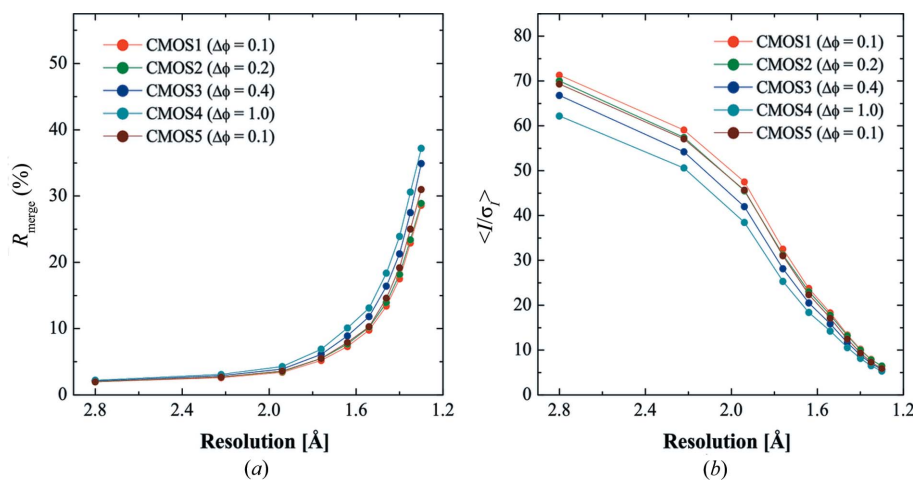 50
40
30
20
10
0
R_merge (%)
CMOS1 (Δϕ = 0.1)
CMOS2 (Δϕ = 0.2)
CMOS3 (Δϕ = 0.4)
CMOS4 (Δϕ = 1.0)
CMOS5 (Δϕ = 0.1)
2.8 2.4 2.0 1.6 1.2
Resolution [Å]
(a)
80
70
60
50
40
30
20
10
0
<I/σ_I>
CMOS1 (Δϕ = 0.1)
CMOS2 (Δϕ = 0.2)
CMOS3 (Δϕ = 0.4)
CMOS4 (Δϕ = 1.0)
CMOS5 (Δϕ = 0.1)
2.8 2.4 2.0 1.6 1.2
Resolution [Å]
(b)